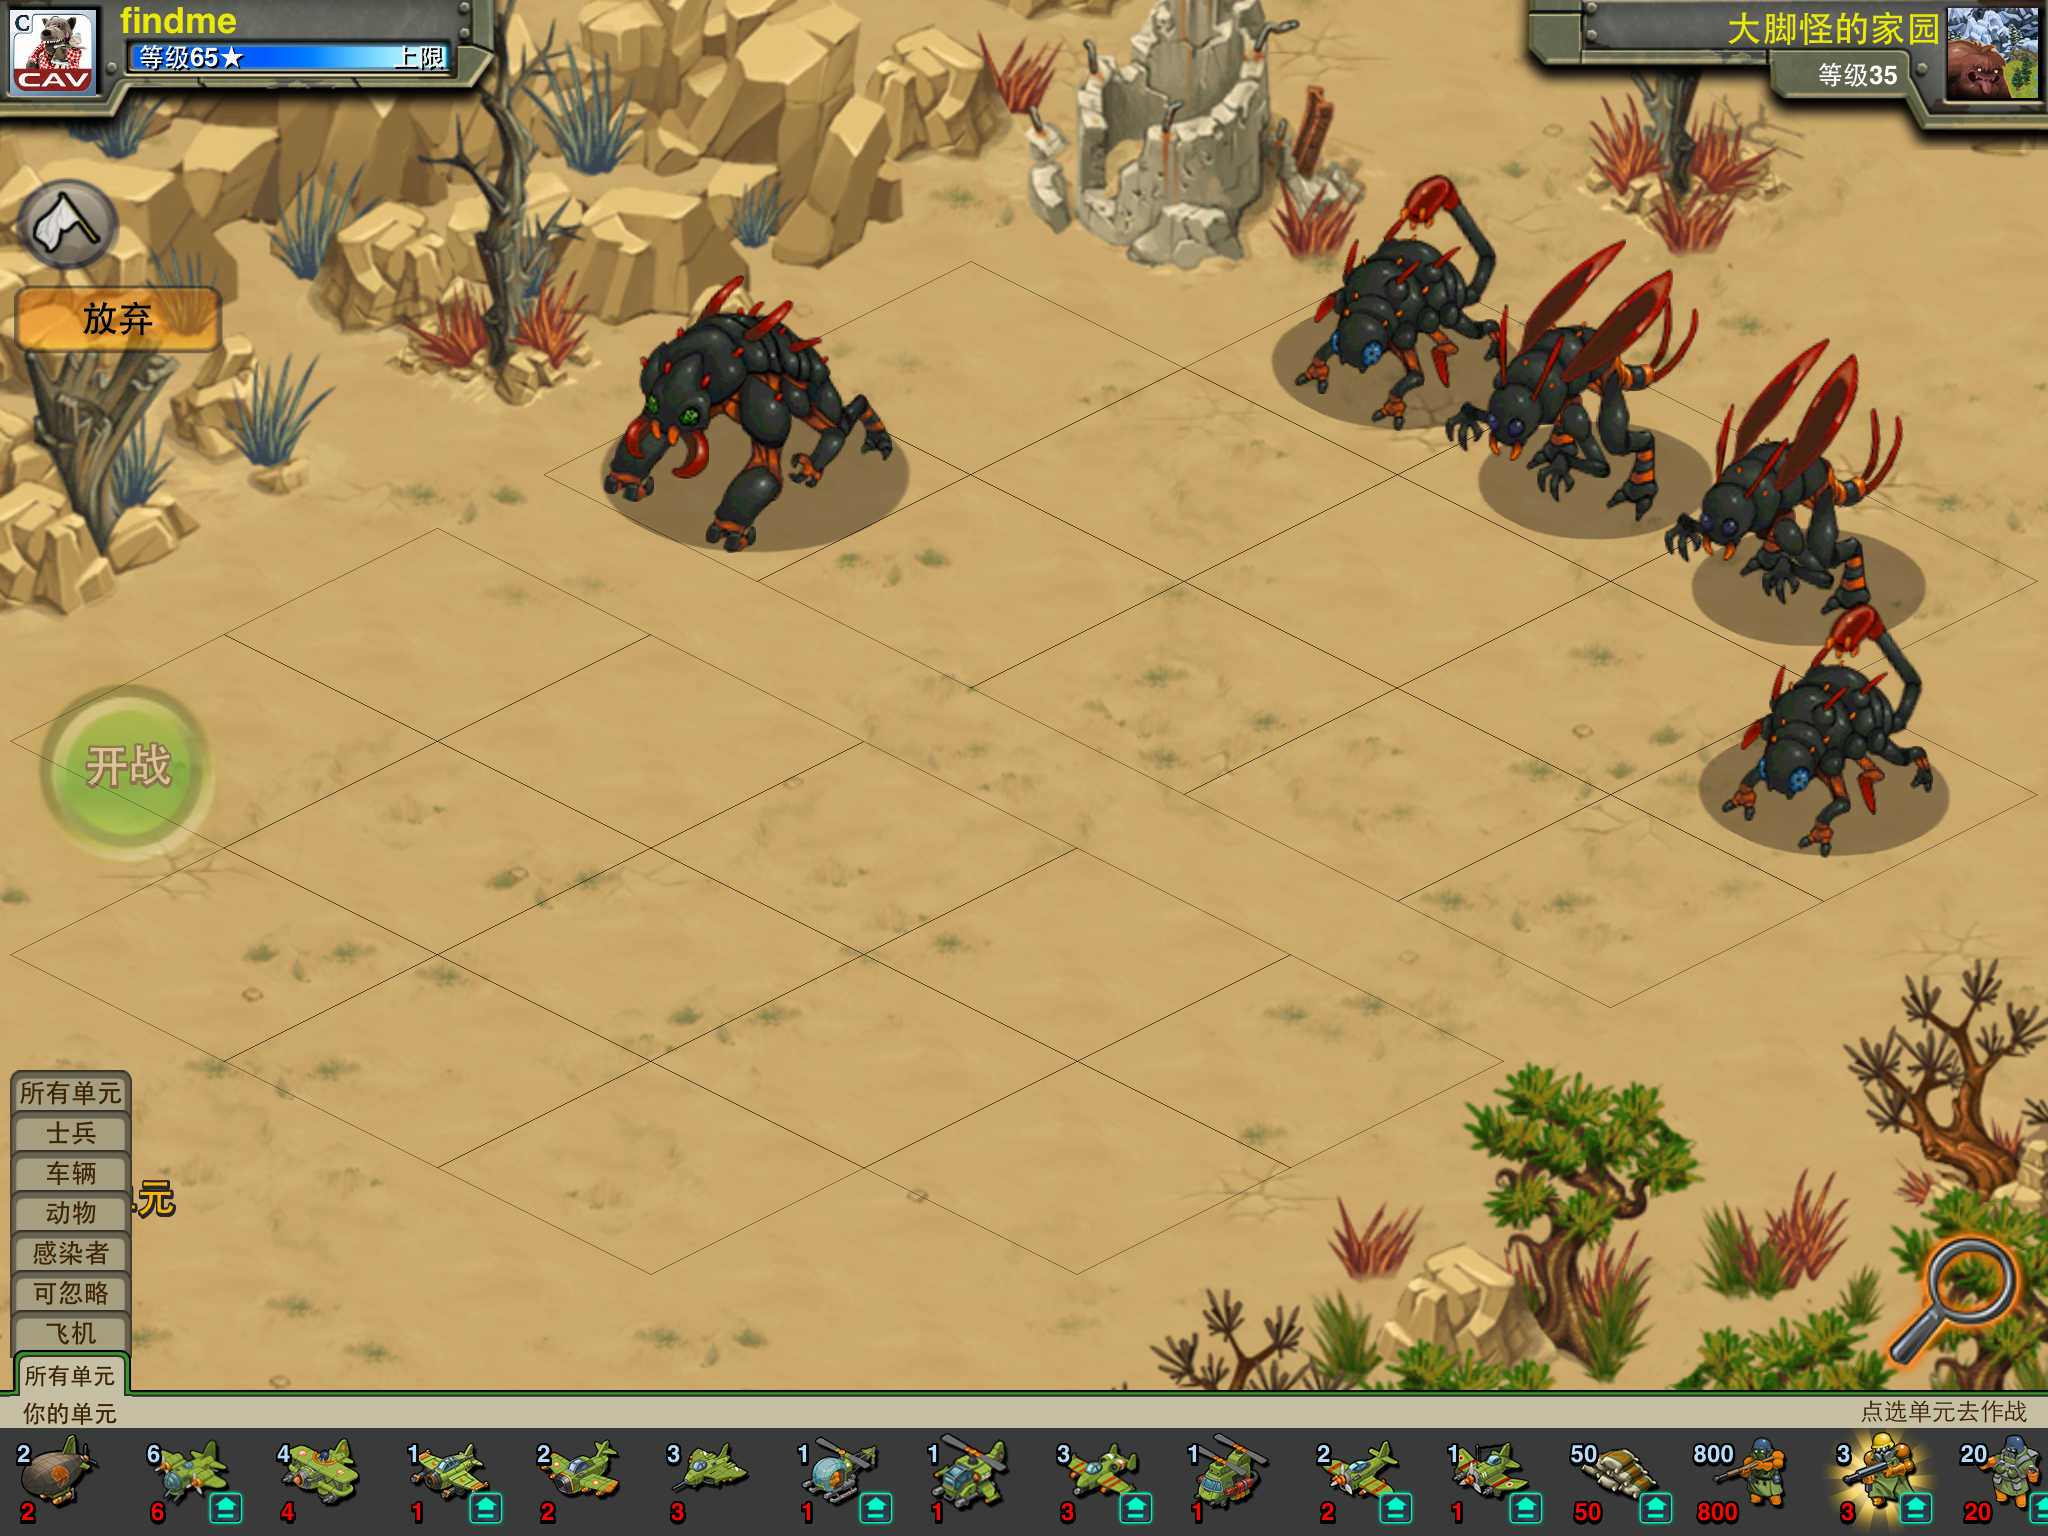 C
CAV
findme
等级65★ 上限
大脚怪的家园
等级35
放弃
开战
所有单元
士兵
车辆
元
动物
感染者
可忽略
飞机
所有单元
你的单元
点选单元去作战
2 6 4 1 2 3 1 1 3 1 2 1 50 800 3 20
2 6 4 1 2 3 1 1 3 1 2 1 50 800 3 20